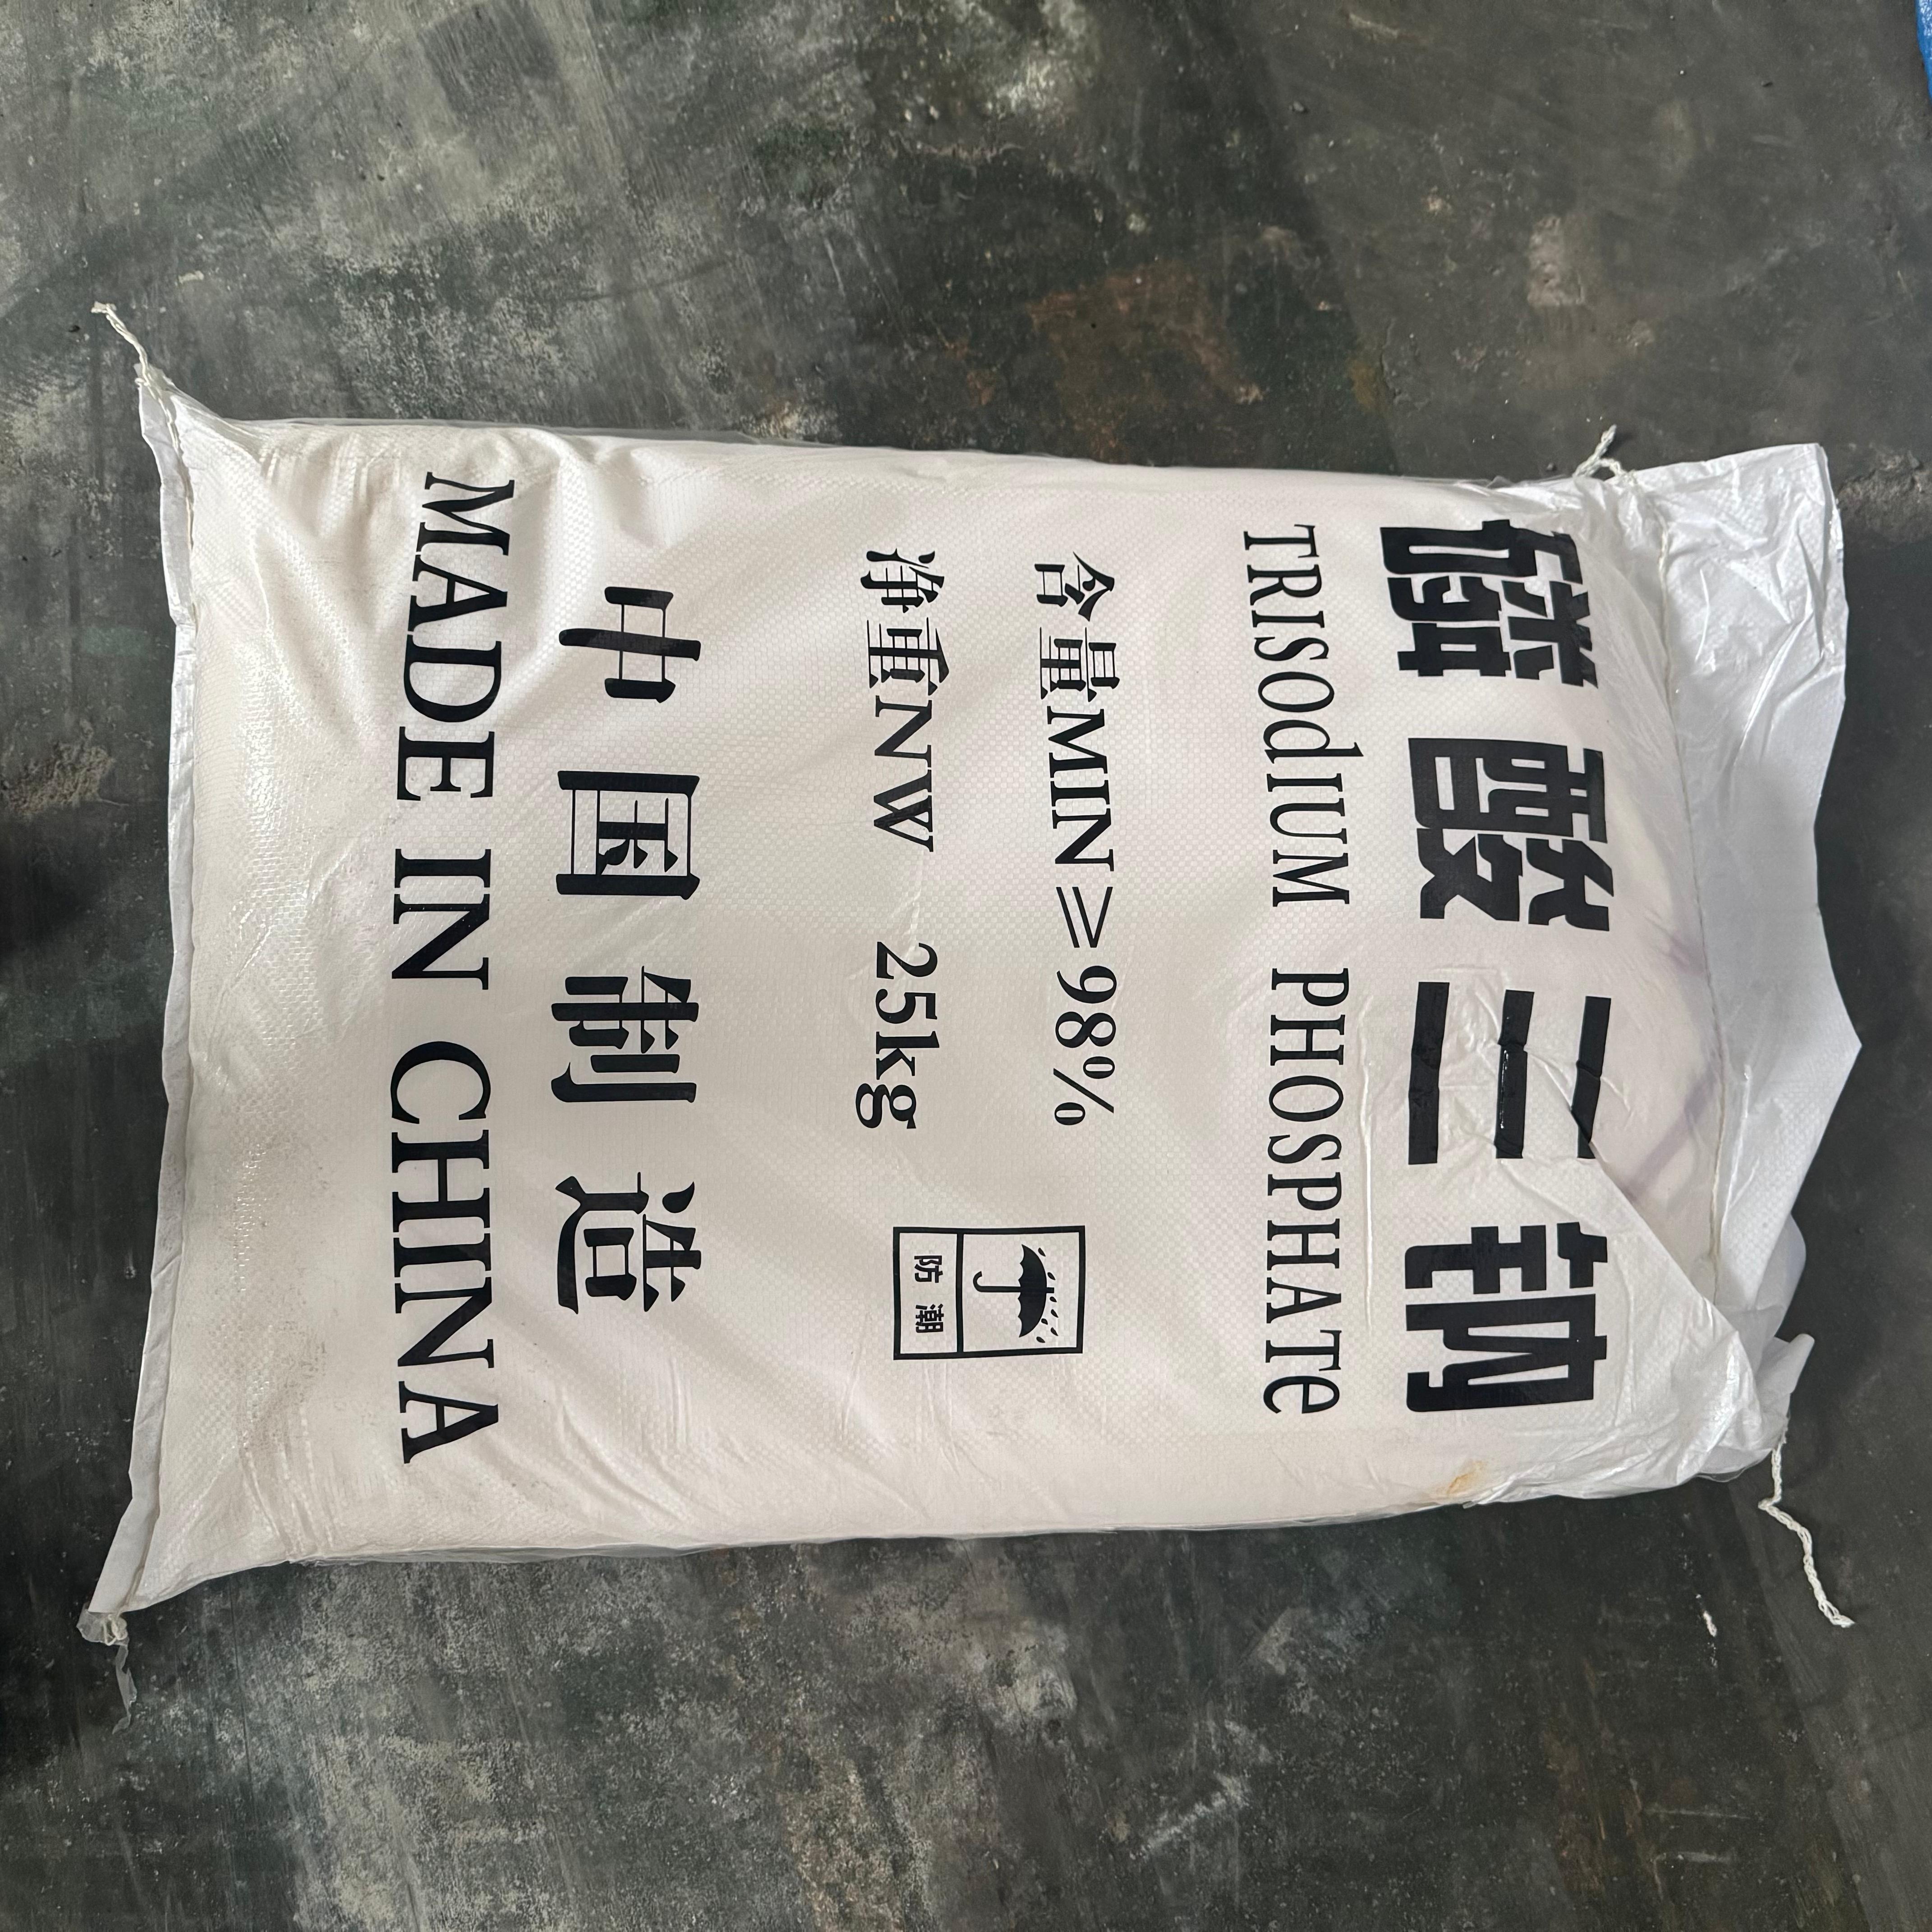 磷酸三钠
TRISOdIUM PHOSPHATe
含量MIN≥98%
净重NW 25kg
防潮
中国制造
MADE IN CHINA